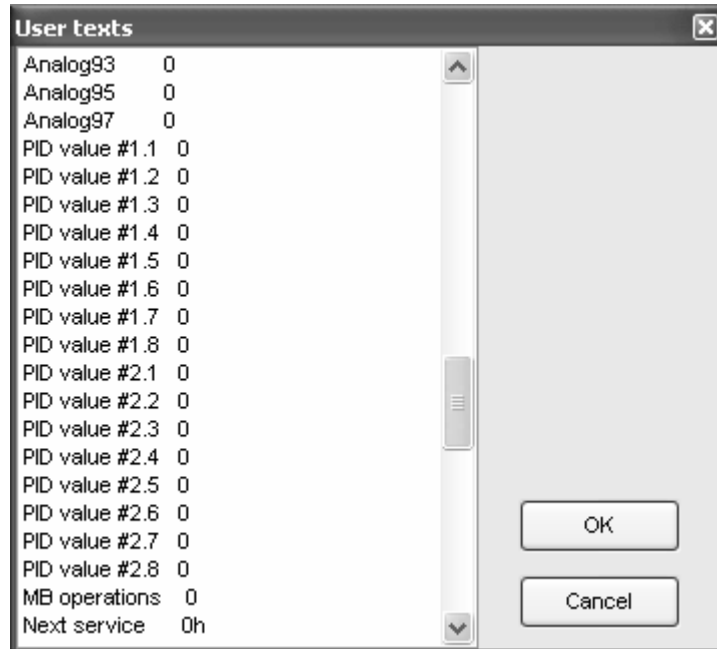 User texts
Analog93 0
Analog95 0
Analog97 0
PID value #1.1 0
PID value #1.2 0
PID value #1.3 0
PID value #1.4 0
PID value #1.5 0
PID value #1.6 0
PID value #1.7 0
PID value #1.8 0
PID value #2.1 0
PID value #2.2 0
PID value #2.3 0
PID value #2.4 0
PID value #2.5 0
PID value #2.6 0
PID value #2.7 0
PID value #2.8 0
MB operations 0
Next service 0h
OK
Cancel